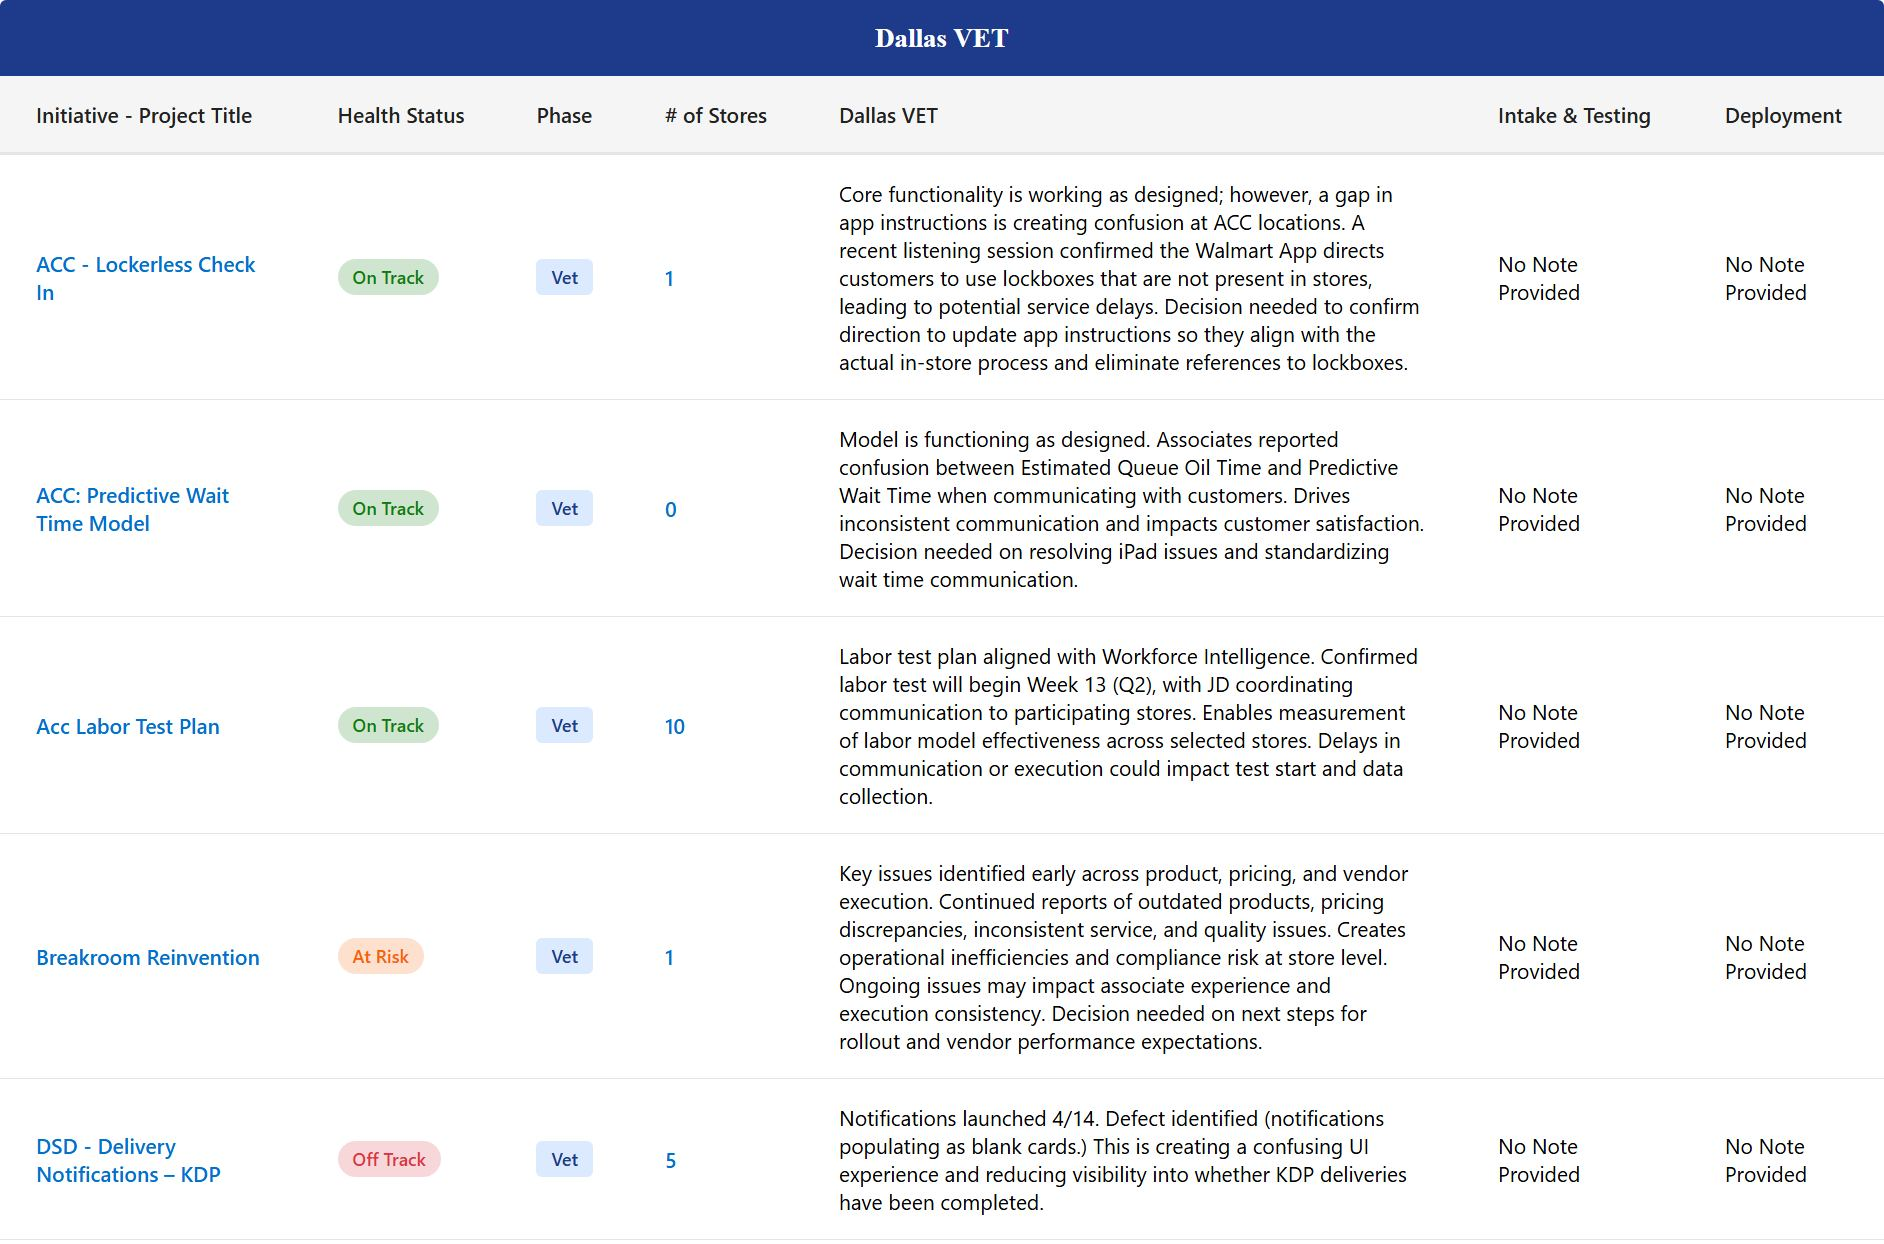 Dallas VET
Initiative - Project Title
Health Status
Phase
# of Stores
Dallas VET
Intake & Testing
Deployment
ACC - Lockerless Check
In
On Track
Vet
1
Core functionality is working as designed; however, a gap in
app instructions is creating confusion at ACC locations. A
recent listening session confirmed the Walmart App directs
customers to use lockboxes that are not present in stores,
leading to potential service delays. Decision needed to confirm
direction to update app instructions so they align with the
actual in-store process and eliminate references to lockboxes.
No Note
Provided
No Note
Provided
ACC: Predictive Wait
Time Model
On Track
Vet
0
Model is functioning as designed. Associates reported
confusion between Estimated Queue Oil Time and Predictive
Wait Time when communicating with customers. Drives
inconsistent communication and impacts customer satisfaction.
Decision needed on resolving iPad issues and standardizing
wait time communication.
No Note
Provided
No Note
Provided
Acc Labor Test Plan
On Track
Vet
10
Labor test plan aligned with Workforce Intelligence. Confirmed
labor test will begin Week 13 (Q2), with JD coordinating
communication to participating stores. Enables measurement
of labor model effectiveness across selected stores. Delays in
communication or execution could impact test start and data
collection.
No Note
Provided
No Note
Provided
Breakroom Reinvention
At Risk
Vet
1
Key issues identified early across product, pricing, and vendor
execution. Continued reports of outdated products, pricing
discrepancies, inconsistent service, and quality issues. Creates
operational inefficiencies and compliance risk at store level.
Ongoing issues may impact associate experience and
execution consistency. Decision needed on next steps for
rollout and vendor performance expectations.
No Note
Provided
No Note
Provided
DSD - Delivery
Notifications – KDP
Off Track
Vet
5
Notifications launched 4/14. Defect identified (notifications
populating as blank cards.) This is creating a confusing UI
experience and reducing visibility into whether KDP deliveries
have been completed.
No Note
Provided
No Note
Provided